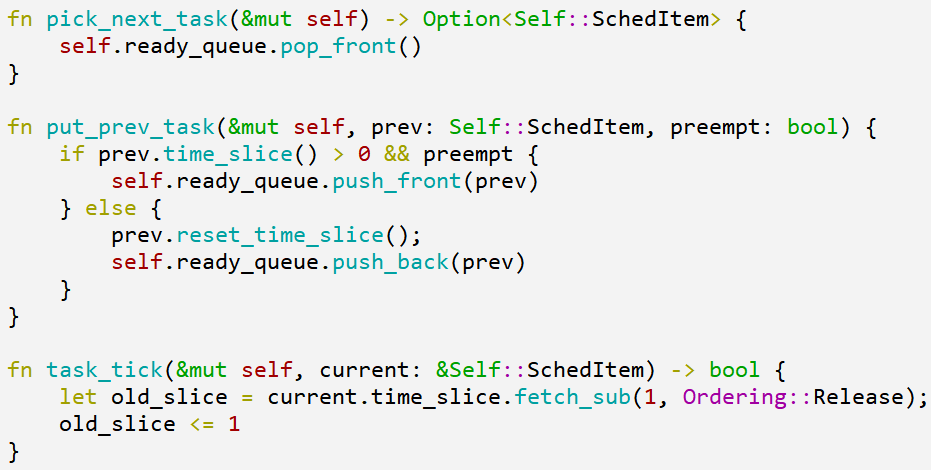 fn pick_next_task(&mut self) -> Option<Self::SchedItem> {
    self.ready_queue.pop_front()
}

fn put_prev_task(&mut self, prev: Self::SchedItem, preempt: bool) {
    if prev.time_slice() > 0 && preempt {
        self.ready_queue.push_front(prev)
    } else {
        prev.reset_time_slice();
        self.ready_queue.push_back(prev)
    }
}

fn task_tick(&mut self, current: &Self::SchedItem) -> bool {
    let old_slice = current.time_slice.fetch_sub(1, Ordering::Release);
    old_slice <= 1
}